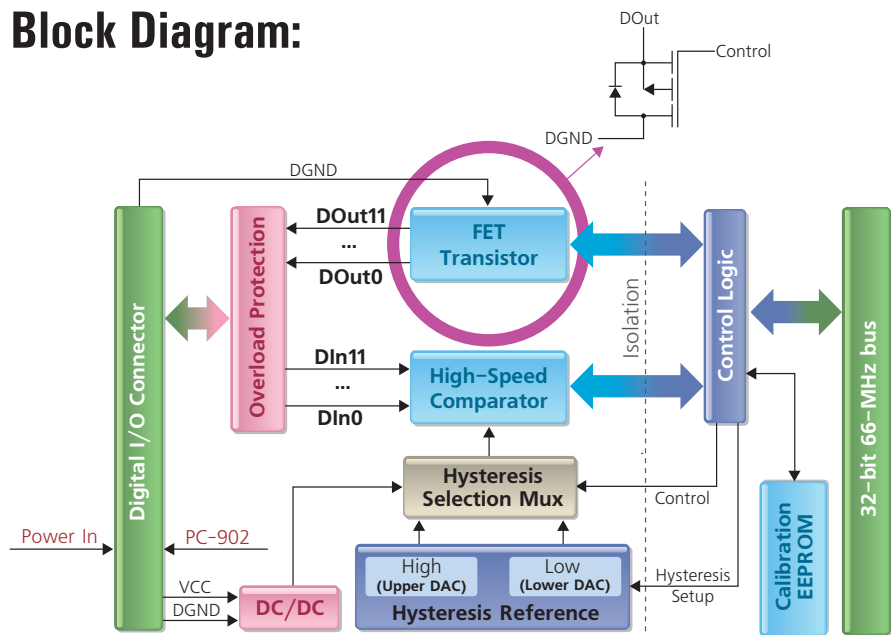 Block Diagram:
DOut
Control
DGND
DGND
DOut11
...
DOut0
FET
Transistor
Overload Protection
Digital I/O Connector
Isolation
Control Logic
32-bit 66-MHz bus
DIn11
...
DIn0
High-Speed
Comparator
Hysteresis
Selection Mux
Control
Power In
PC-902
VCC
DGND
DC/DC
High
(Upper DAC)
Low
(Lower DAC)
Hysteresis Reference
Hysteresis
Setup
Calibration
EEPROM